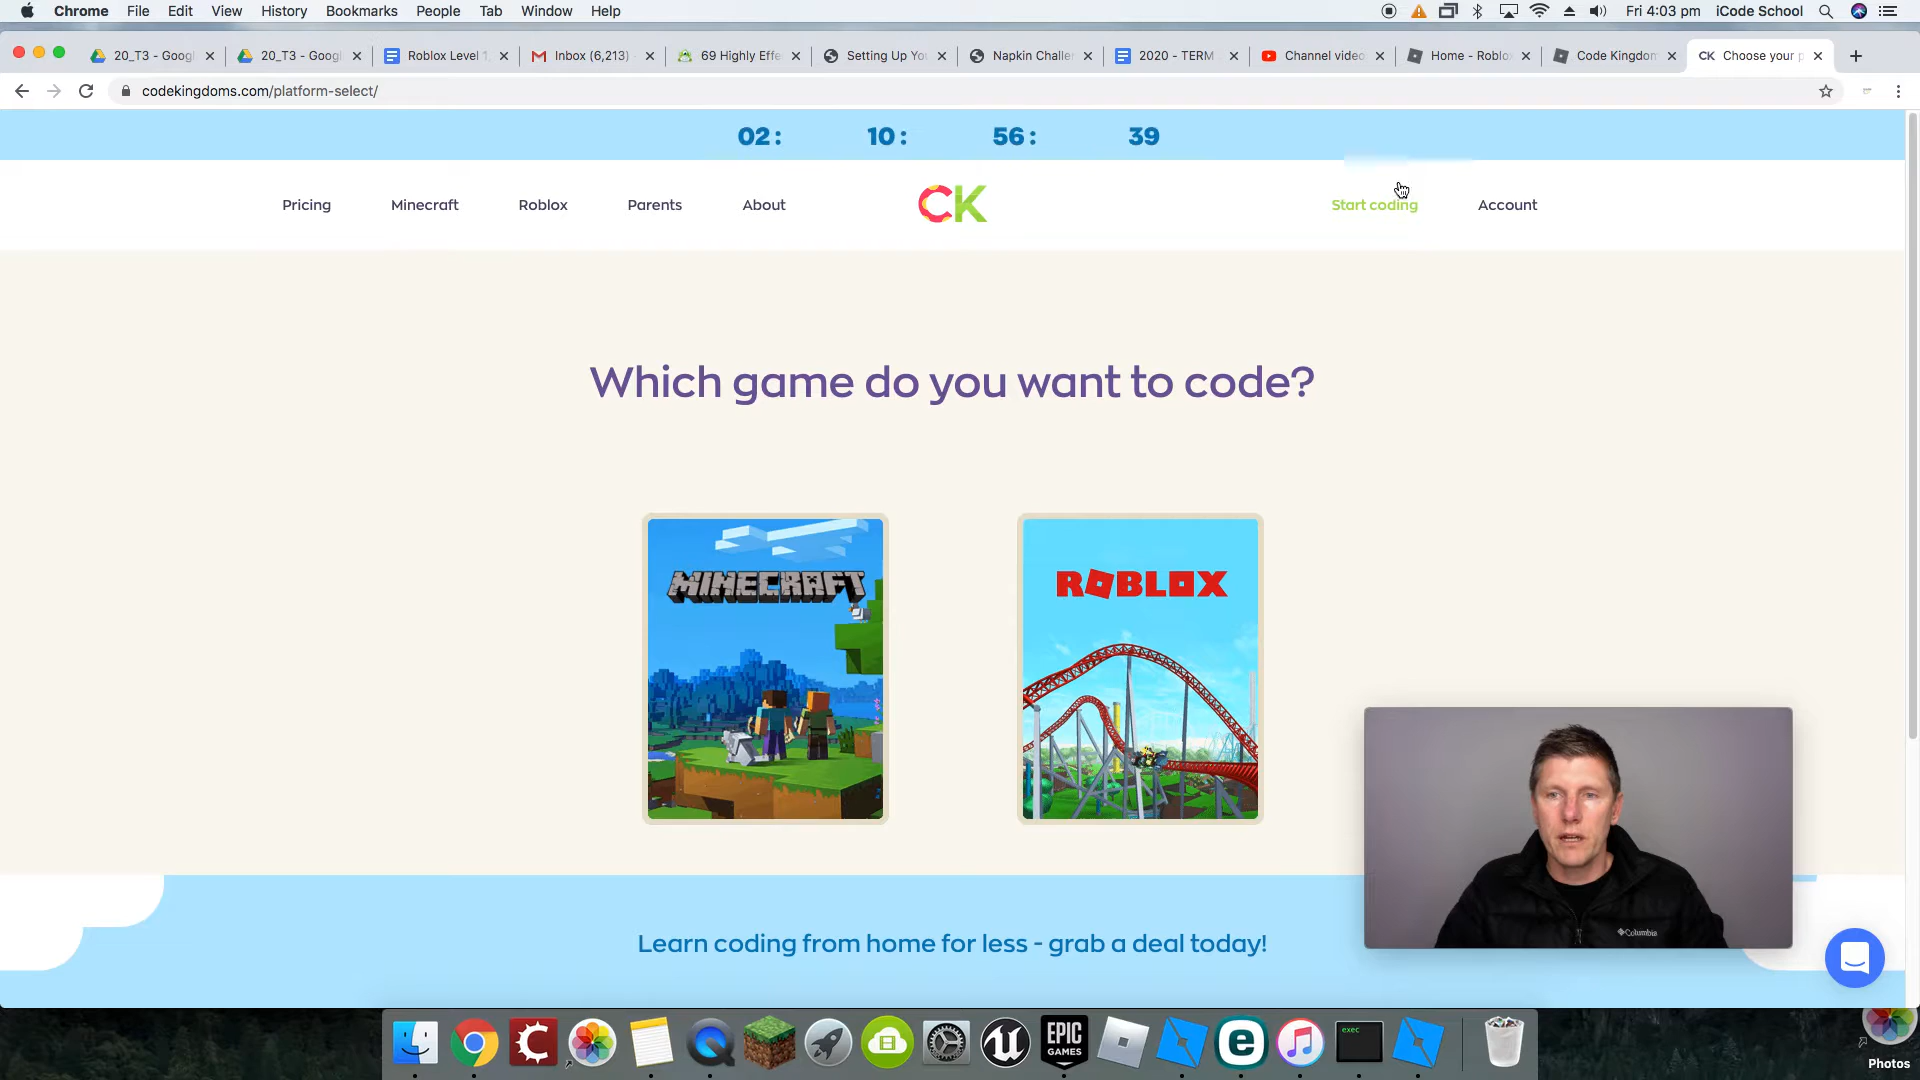 Chrome File Edit View History Bookmarks People Tab Window Help Fri 4:03 pm iCode School
20_T3 - Googl 20_T3 - Googl Roblox Level 1, Inbox (6,213) 69 Highly Effe Setting Up You Napkin Challe 2020 - TERM Channel video Home - Roblox Code Kingdom CK Choose your p
codekingdoms.com/platform-select/
02 : 10 : 56 : 39
Pricing Minecraft Roblox Parents About CK Start coding Account
Which game do you want to code?
MINECRAFT ROBLOX
Columbia
Learn coding from home for less - grab a deal today!
EPIC GAMES exec
Photos